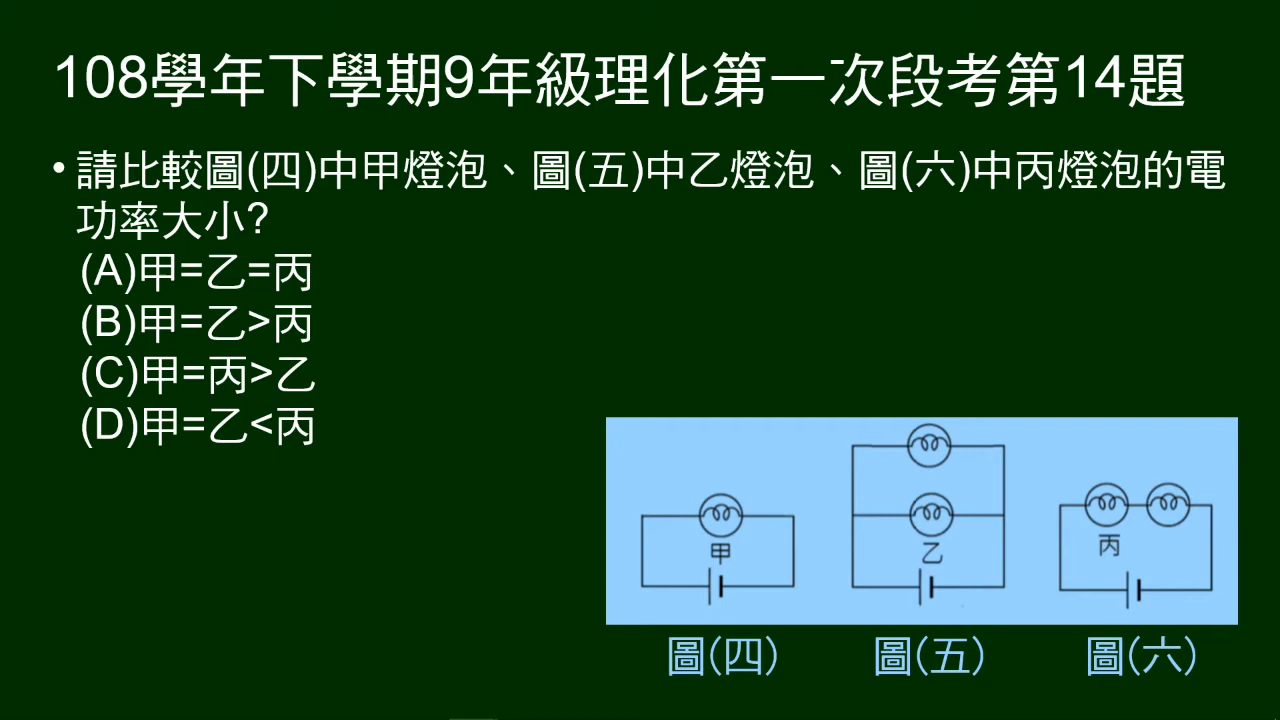 108學年下學期9年級理化第一次段考第14題
•請比較圖(四)中甲燈泡、圖(五)中乙燈泡、圖(六)中丙燈泡的電
功率大小?
(A)甲=乙=丙
(B)甲=乙>丙
(C)甲=丙>乙
(D)甲=乙<丙
甲
乙
丙
圖(四)
圖(五)
圖(六)